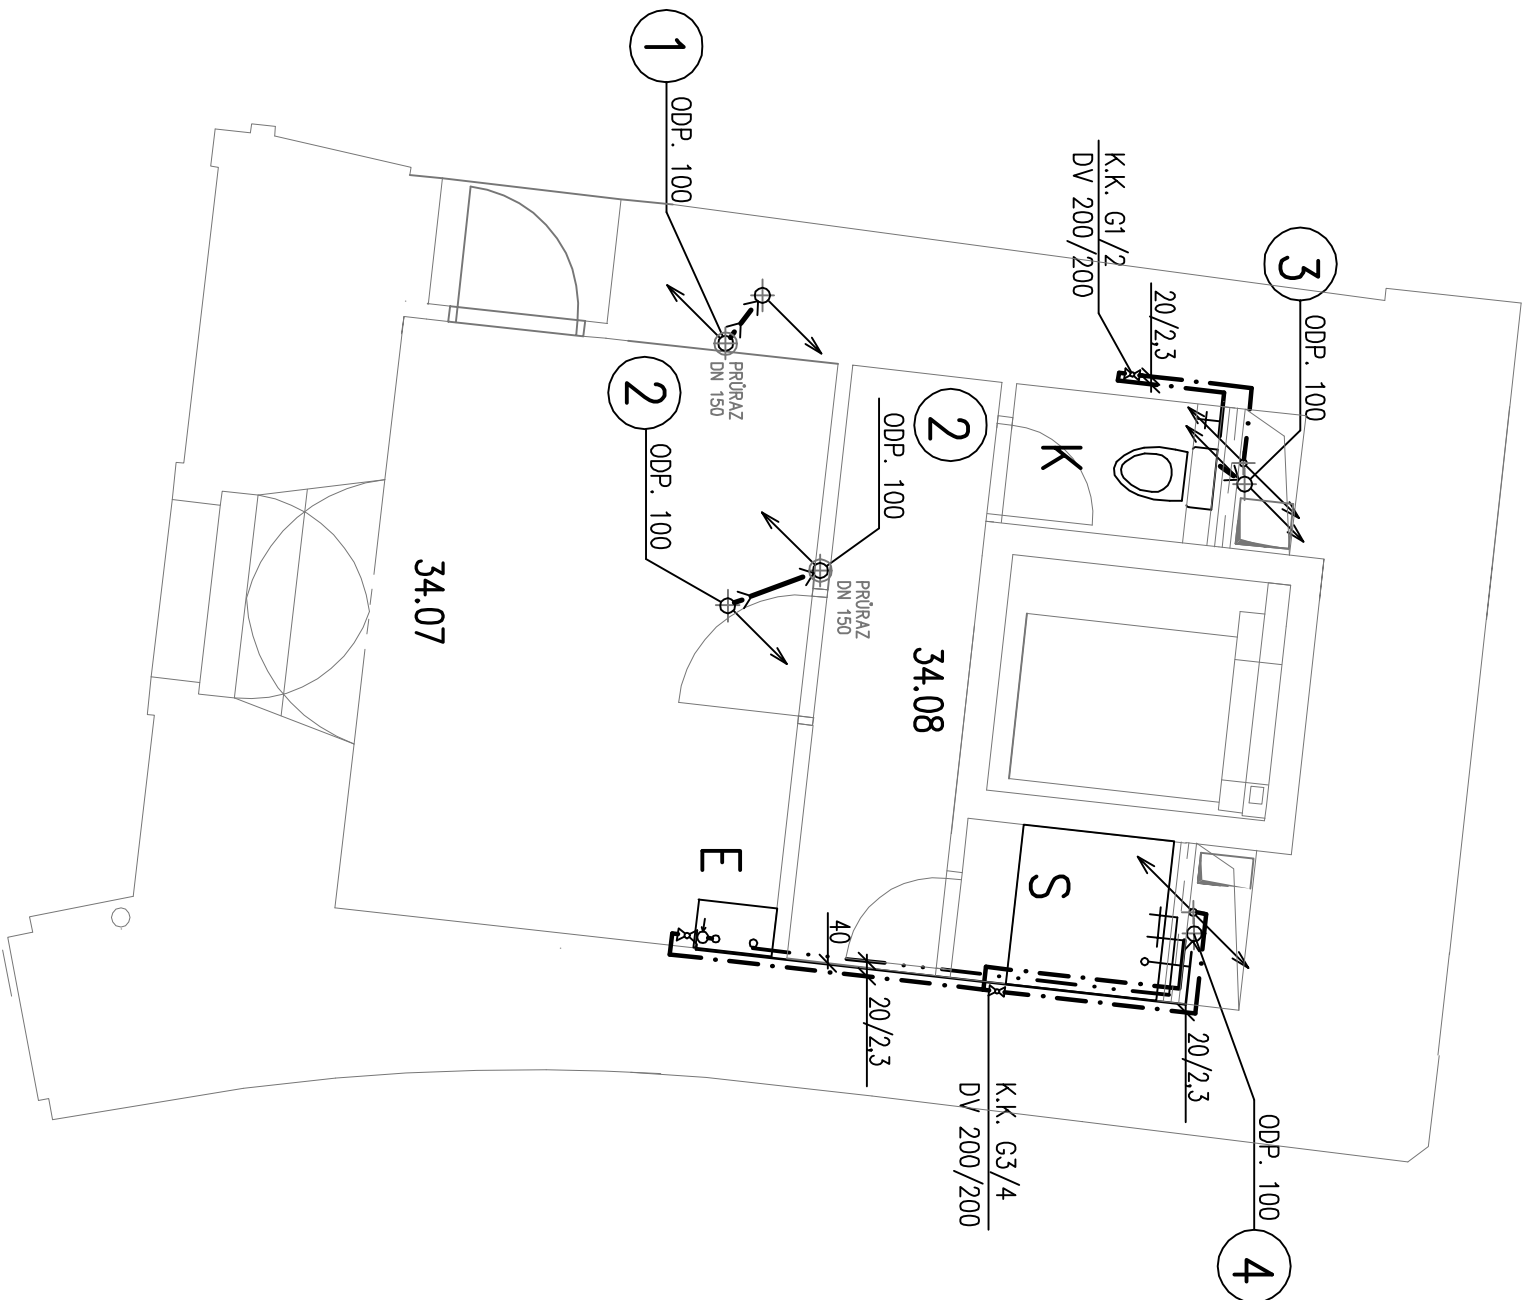 1
ODP. 100
K.K. G1/2
DV 200/200
20/2,3
3
ODP. 100
PRŮRAZ
DN 150
2
ODP. 100
2
ODP. 100
K
PRŮRAZ
DN 150
34.07
34.08
E
S
40
20/2,3
20/2,3
K.K. G3/4
DV 200/200
ODP. 100
4